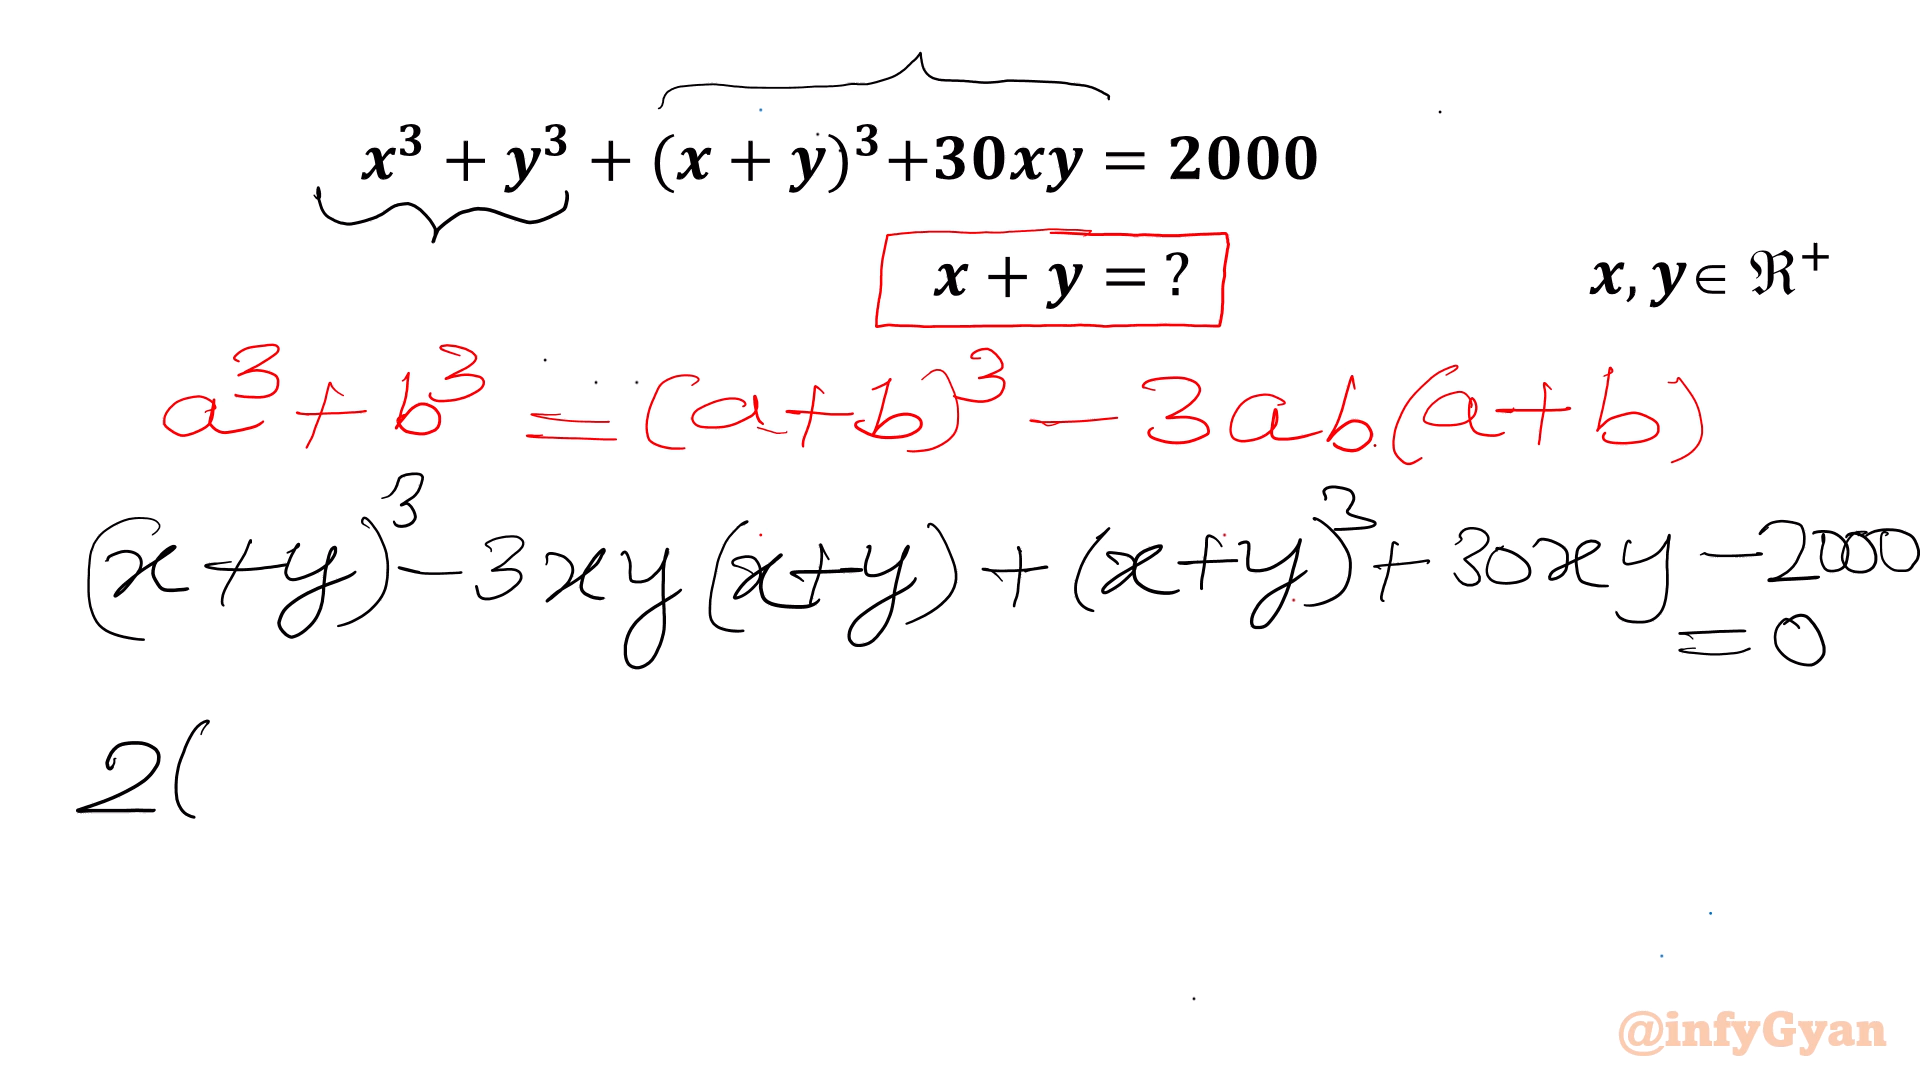 x³ + y³ + (x + y)³+30xy = 2000
x + y = ?
x, y∈ ℜ⁺
a³ + b³ = (a+b)³ - 3ab.(a+b)
(x+y)³ - 3xy(x+y) + (x+y)³ + 30xy - 2000
= 0
2(
@infyGyan